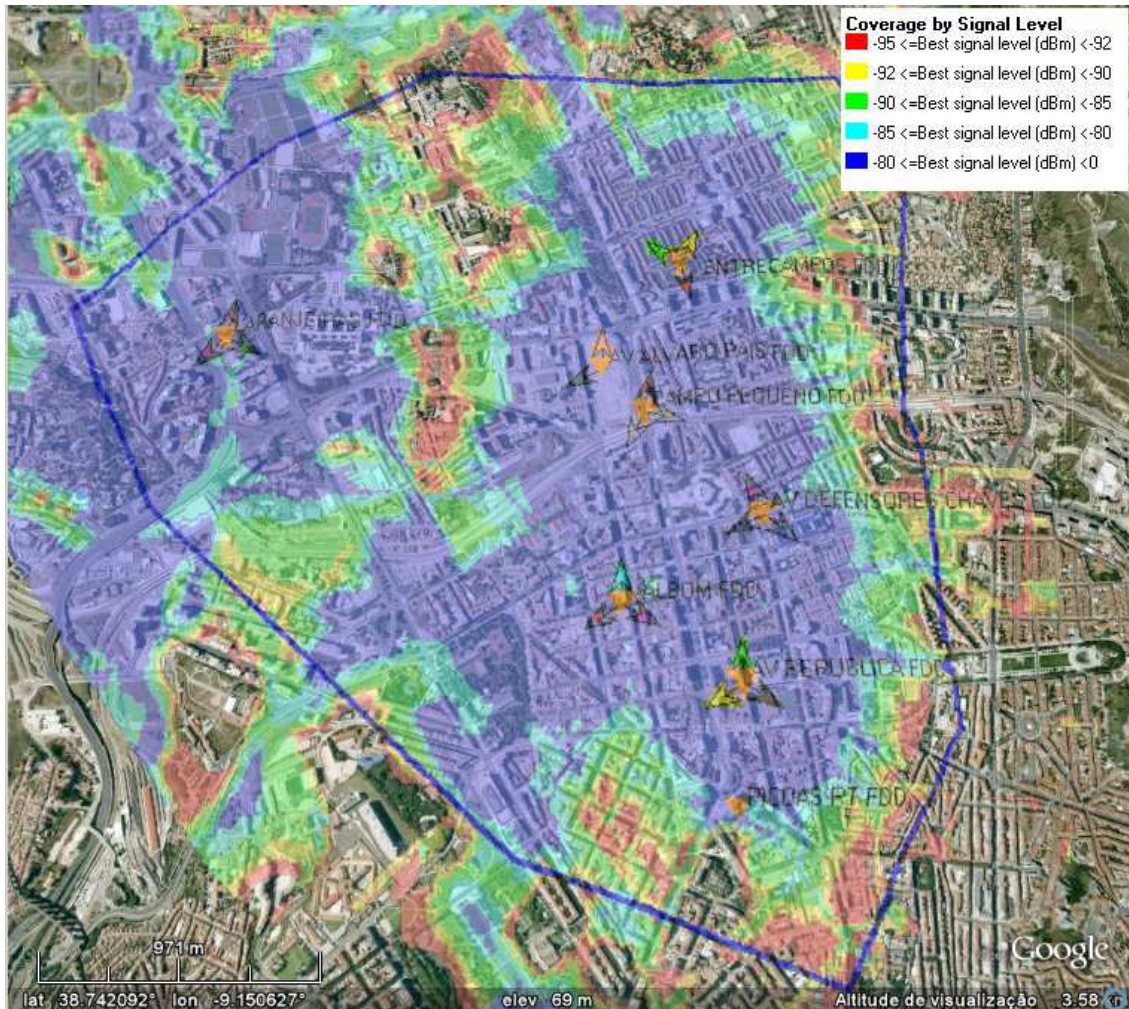 Coverage by Signal Level
-95 <=Best signal level (dBm) <-92
-92 <=Best signal level (dBm) <-90
-90 <=Best signal level (dBm) <-85
-85 <=Best signal level (dBm) <-80
-80 <=Best signal level (dBm) <0
ENTRECAMPOS FDD
LARANJEIRAS FDD
AV ALVARO PAIS FDD
CAMPO PEQUENO FDD
AV DEFENSORES CHAVES FDD
AV REPUBLICA FDD
PICOAS PT FDD
971 m
Google
lat 38.742092° lon -9.150627°
elev 69 m
Altitude de visualização 3.58